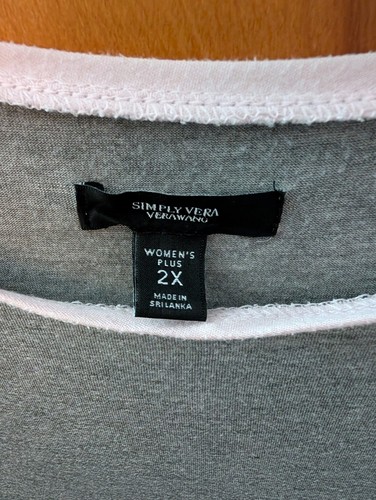 SIMPLY VERA
VERAWANG
WOMEN'S
PLUS
2X
MADE IN
SRI LANKA